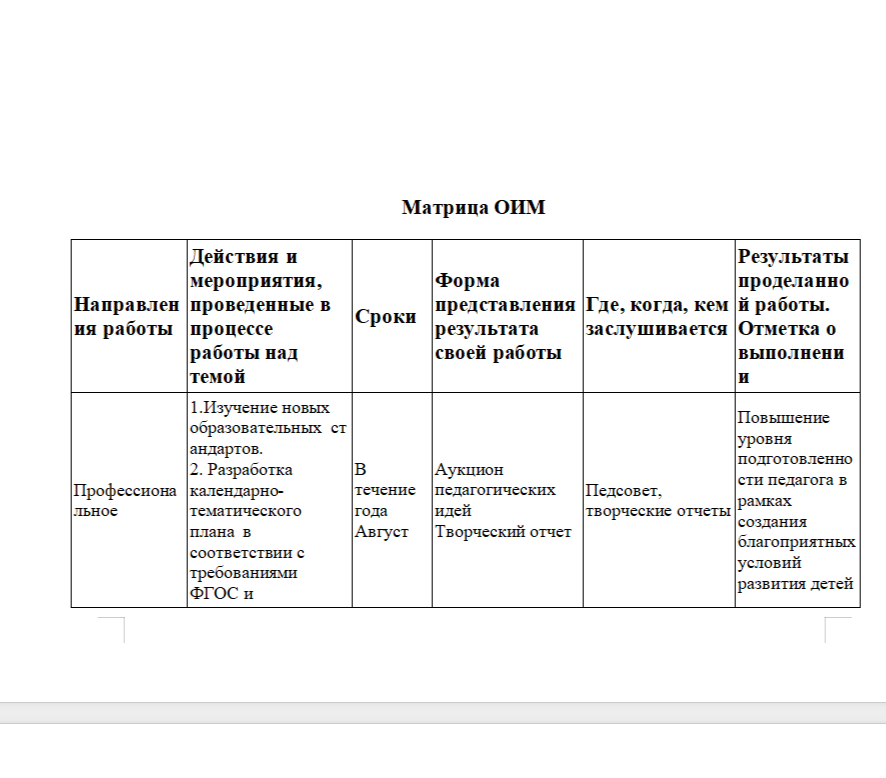 Матрица ОИМ
Направлен
ия работы
Действия и
мероприятия,
проведенные в
процессе
работы над
темой
Сроки
Форма
представления
результата
своей работы
Где, когда, кем
заслушивается
Результаты
проделанно
й работы.
Отметка о
выполнени
и
Профессиона
льное
1.Изучение новых
образовательных ст
андартов.
2. Разработка
календарно-
тематического
плана в
соответствии с
требованиями
ФГОС и
В
течение
года
Август
Аукцион
педагогических
идей
Творческий отчет
Педсовет,
творческие отчеты
Повышение
уровня
подготовленно
сти педагога в
рамках
создания
благоприятных
условий
развития детей